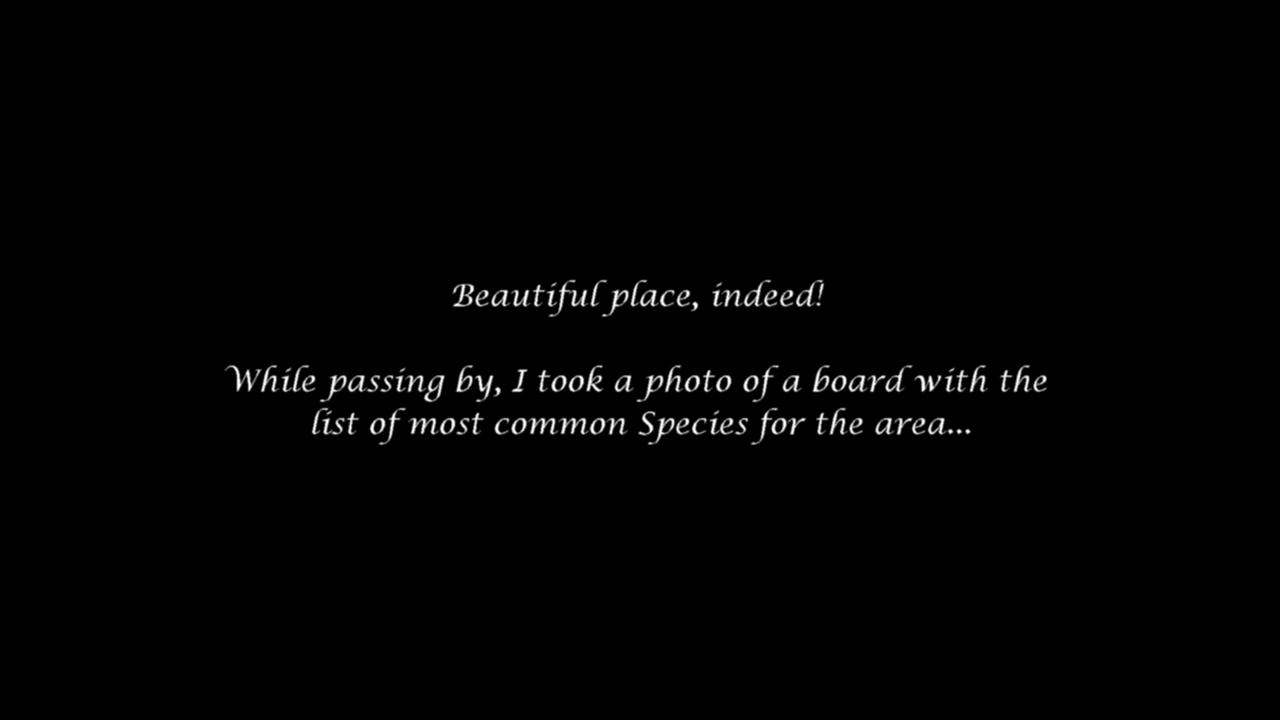 Beautiful place, indeed!
While passing by, I took a photo of a board with the
list of most common Species for the area...